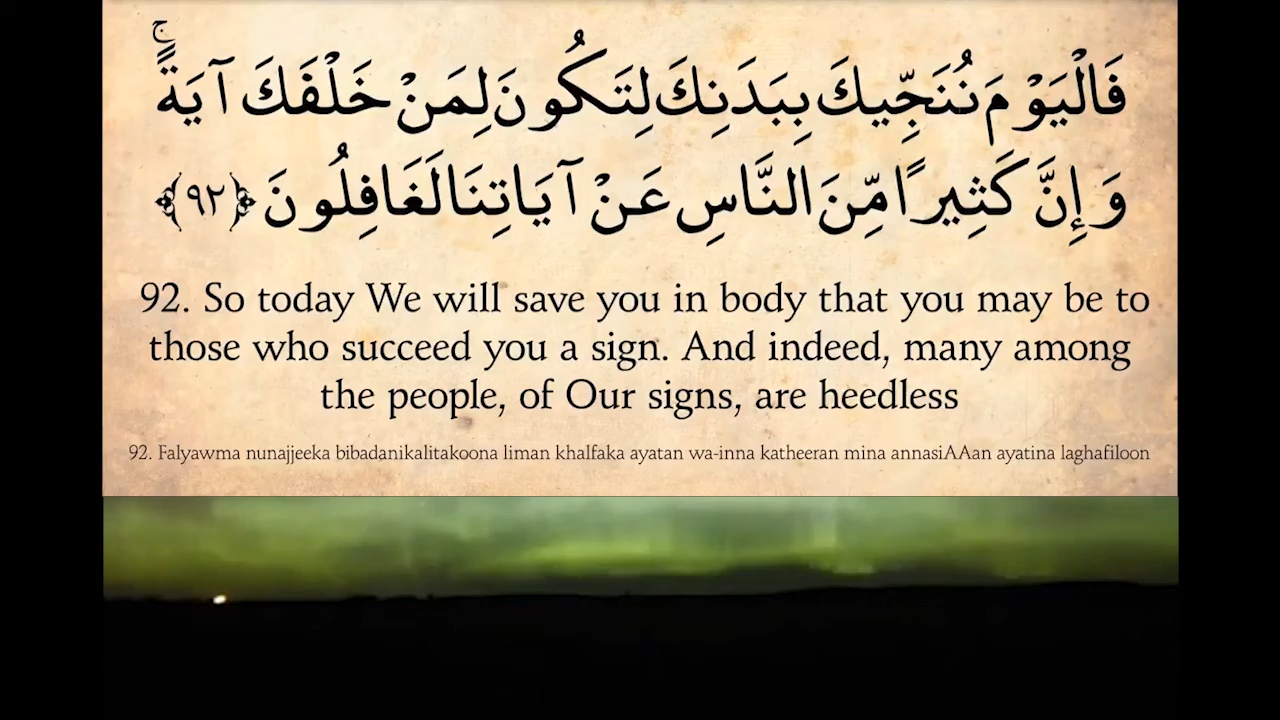 فَالْيَوْمَ نُنَجِّيكَ بِبَدَنِكَ لِتَكُونَ لِمَنْ خَلْفَكَ آيَةً ۚ
وَإِنَّ كَثِيرًا مِّنَ النَّاسِ عَنْ آيَاتِنَا لَغَافِلُونَ ﴿٩٢﴾
92. So today We will save you in body that you may be to
those who succeed you a sign. And indeed, many among
the people, of Our signs, are heedless
92. Falyawma nunajjeeka bibadanikalitakoona liman khalfaka ayatan wa-inna katheeran mina annasiAAan ayatina laghafiloon